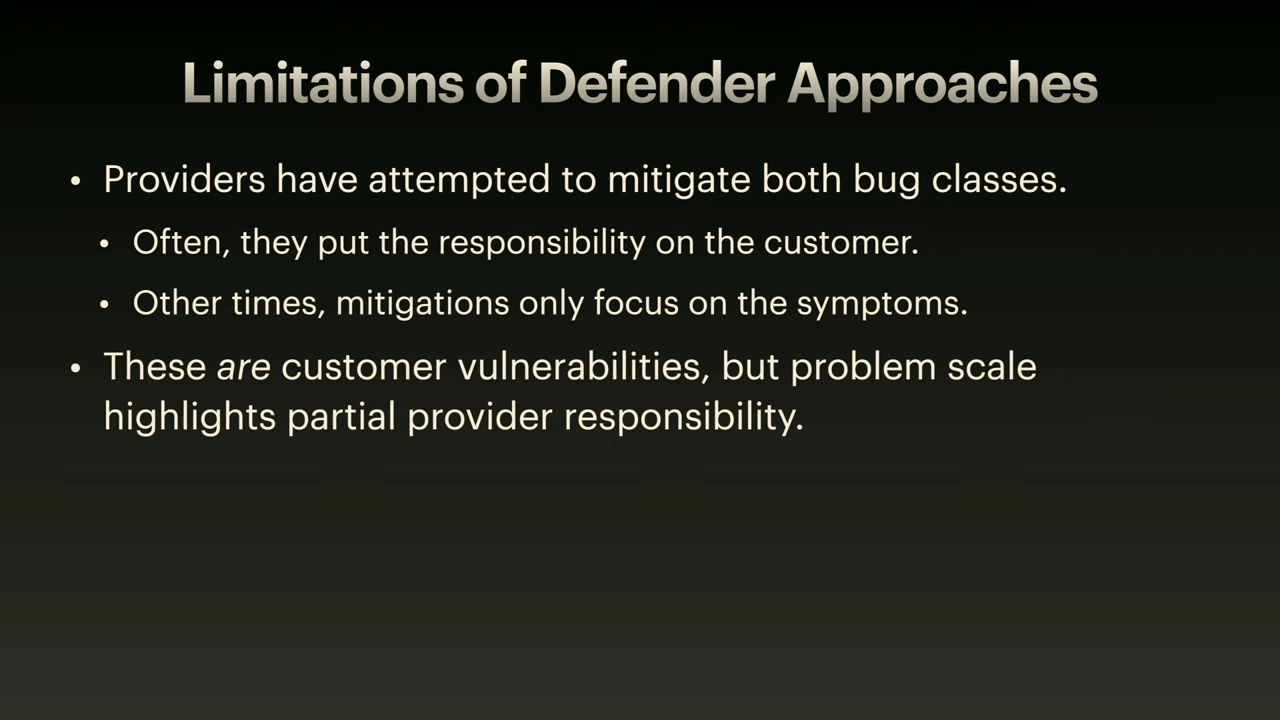 Limitations of Defender Approaches
• Providers have attempted to mitigate both bug classes.
• Often, they put the responsibility on the customer.
• Other times, mitigations only focus on the symptoms.
• These are customer vulnerabilities, but problem scale
highlights partial provider responsibility.